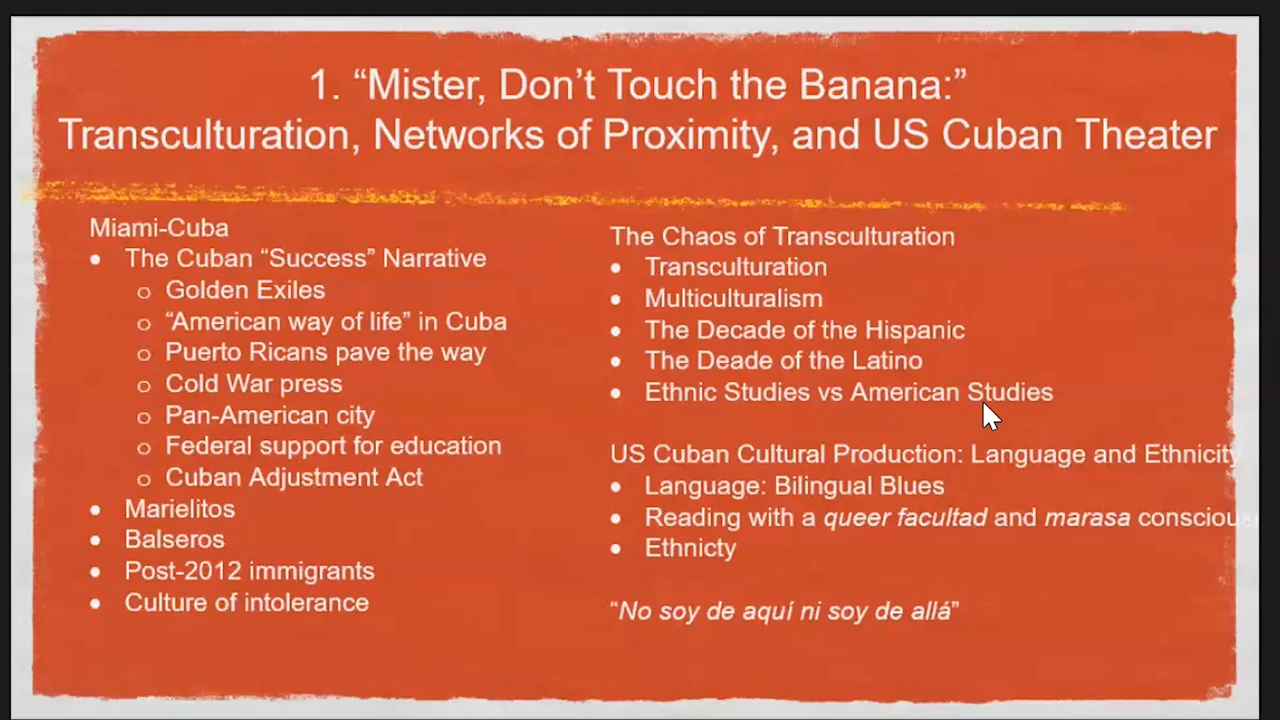 1. “Mister, Don’t Touch the Banana:”
Transculturation, Networks of Proximity, and US Cuban Theater
Miami-Cuba
• The Cuban “Success” Narrative
o Golden Exiles
o “American way of life” in Cuba
o Puerto Ricans pave the way
o Cold War press
o Pan-American city
o Federal support for education
o Cuban Adjustment Act
• Marielitos
• Balseros
• Post-2012 immigrants
• Culture of intolerance
The Chaos of Transculturation
• Transculturation
• Multiculturalism
• The Decade of the Hispanic
• The Deade of the Latino
• Ethnic Studies vs American Studies
US Cuban Cultural Production: Language and Ethnicity
• Language: Bilingual Blues
• Reading with a queer facultad and marasa
• Ethnicty
“No soy de aquí ni soy de allá”